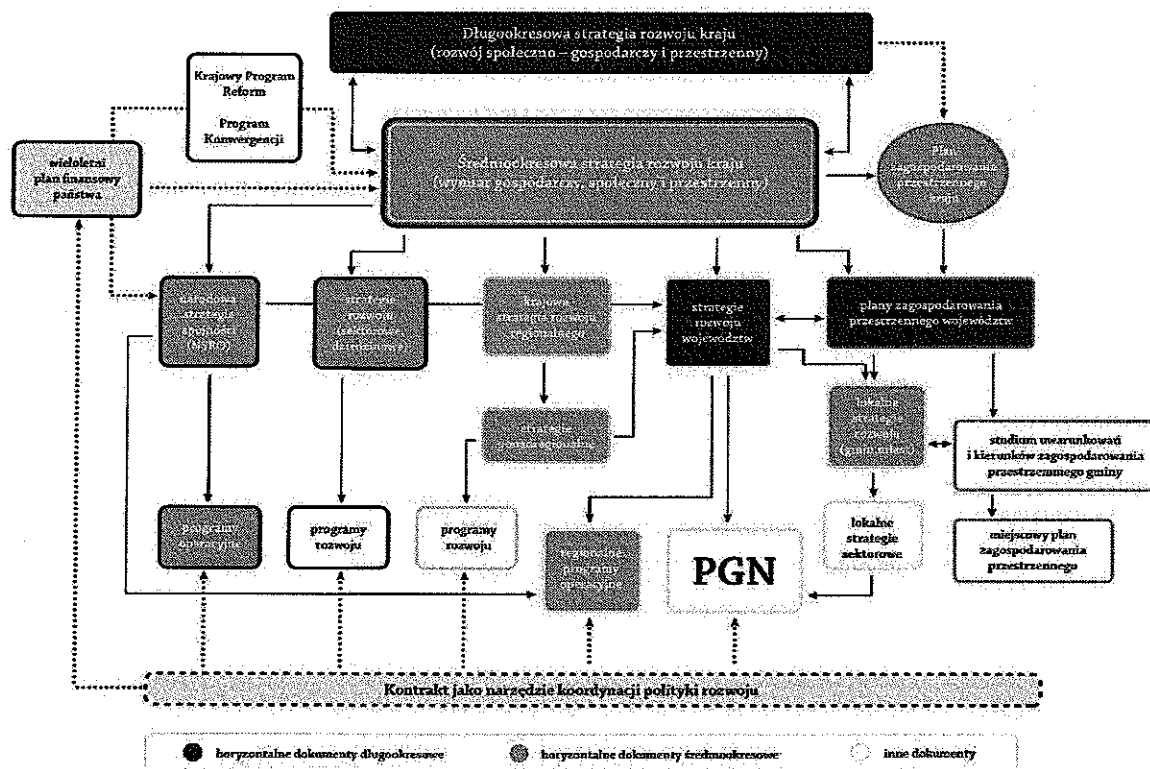 Długookresowa strategia rozwoju kraju
(rozwój społeczno – gospodarczy i przestrzenny)
Krajowy Program
Reform
Program
Konwergencji
wieloletni
plan finansowy
państwa
Średniookresowa strategia rozwoju kraju
(wymiar gospodarczy, społeczny i przestrzenny)
plan
zagospodarowania
przestrzennego
kraju
narodowa
strategia
spójności
(NSRO)
strategie
rozwoju
(sektorowe,
krajowa
strategia rozwoju
regionalnego
strategie
rozwoju
województw
plany zagospodarowania
przestrzennego województw
strategie
ponadregionalne
lokalne
strategie
rozwoju
studium uwarunkowań
i kierunków zagospodarowania
przestrzennego gminy
programy
operacyjne
programy
rozwoju
programy
rozwoju
regionalne
programy
operacyjne
PGN
lokalne
strategie
sektorowe
miejscowy plan
zagospodarowania
przestrzennego
Kontrakt jako narzędzie koordynacji polityki rozwoju
horyzontalne dokumenty długookresowe
horyzontalne dokumenty średniookresowe
inne dokumenty